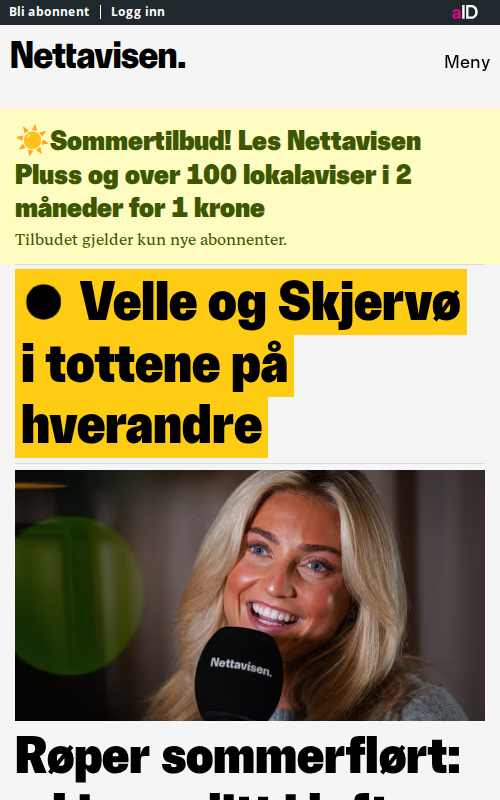 Bli abonnent | Logg inn
aID
Nettavisen.
Meny
☀️Sommertilbud! Les Nettavisen
Pluss og over 100 lokalaviser i 2
måneder for 1 krone
Tilbudet gjelder kun nye abonnenter.
● Velle og Skjervø
i tottene på
hverandre
Nettavisen.
Røper sommerflørt: